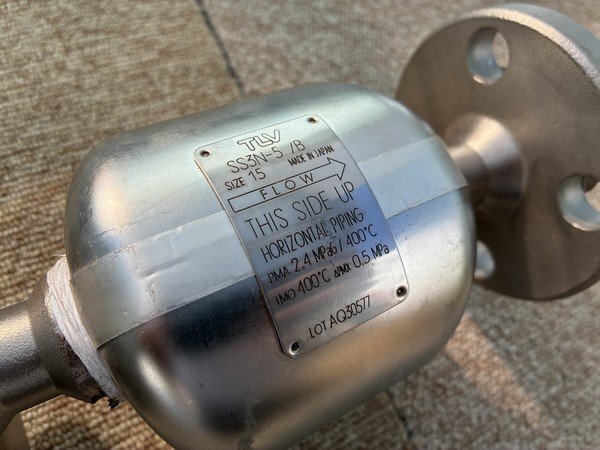 TLV
SS3N-5 /B
SIZE 15 MADE IN JAPAN
FLOW
THIS SIDE UP
HORIZONTAL PIPING
PMA 2.4 MPaG / 400°C
TMO 400°C ΔPMX 0.5 MPa
LOT AQ30577